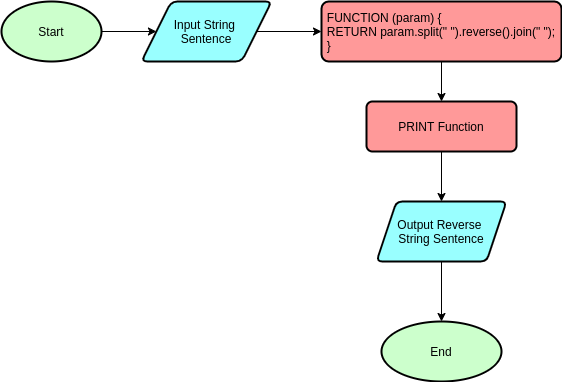 Start
Input String
Sentence
FUNCTION (param) {
RETURN param.split(" ").reverse().join(" ");
}
PRINT Function
Output Reverse
String Sentence
End